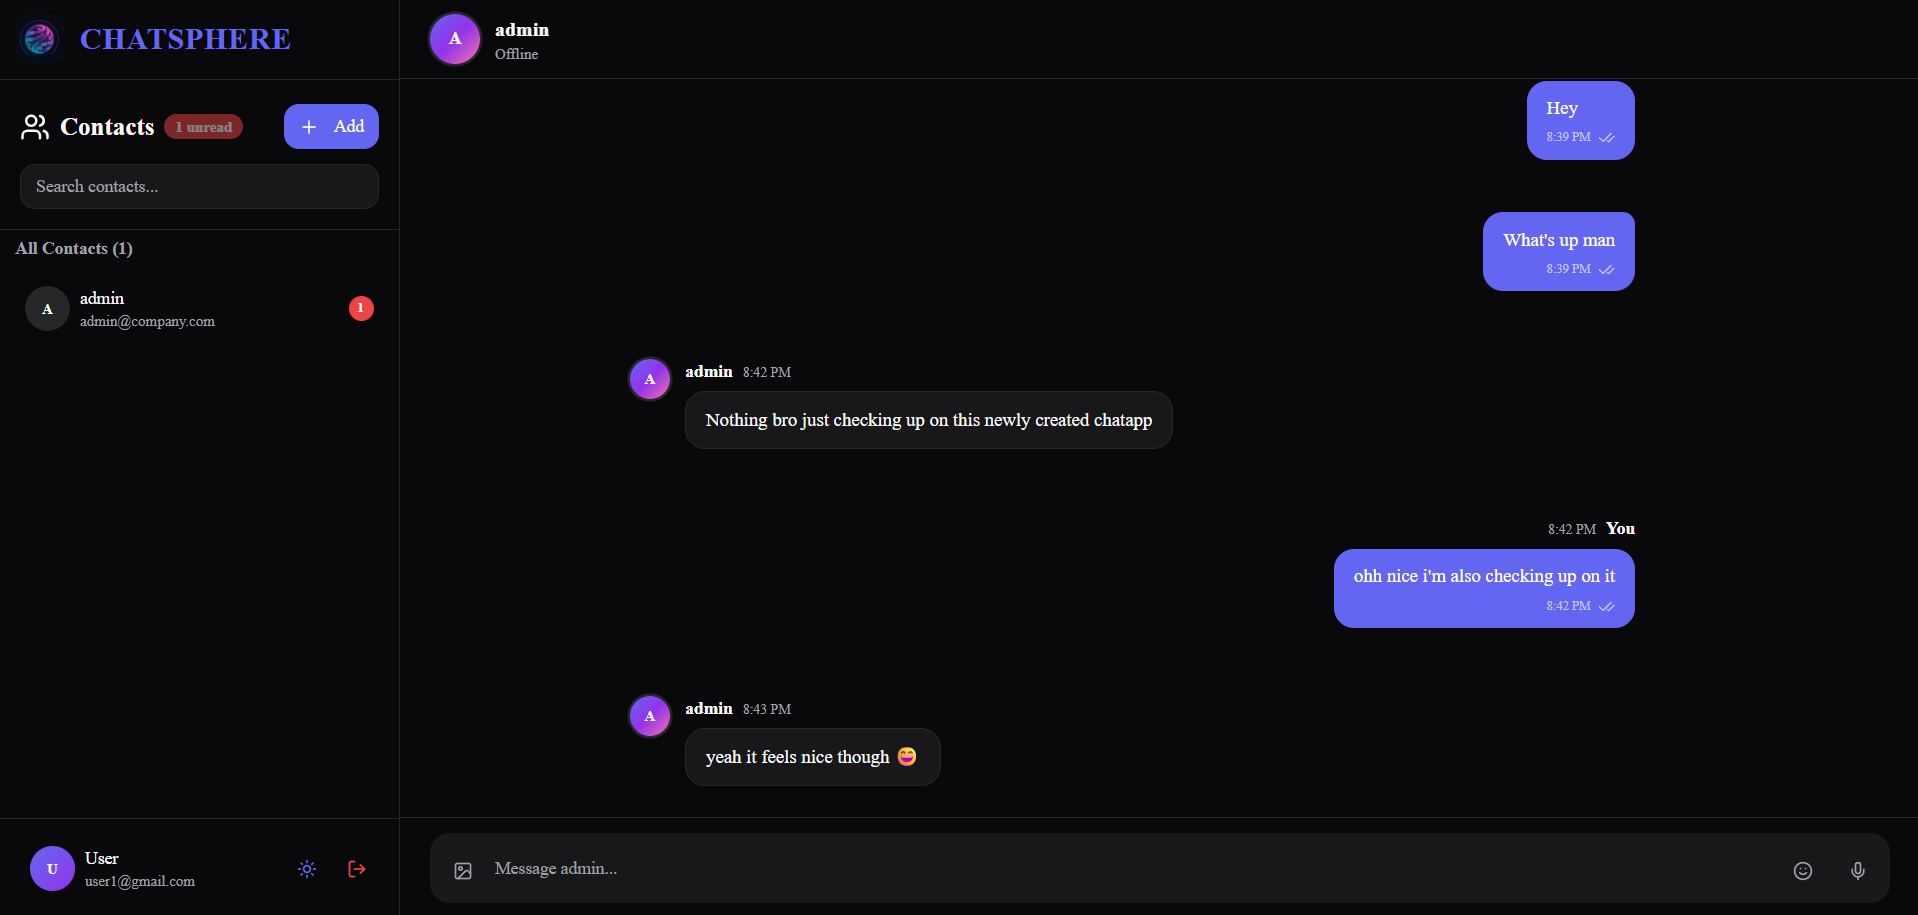 CHATSPHERE
Contacts
1 unread
Add
Search contacts...
All Contacts (1)
A
admin
admin@company.com
1
U
User
user1@gmail.com
A
admin
Offline
Hey
8:39 PM
What's up man
8:39 PM
A
admin 8:42 PM
Nothing bro just checking up on this newly created chatapp
8:42 PM You
ohh nice i'm also checking up on it
8:42 PM
A
admin 8:43 PM
yeah it feels nice though 😄
Message admin...